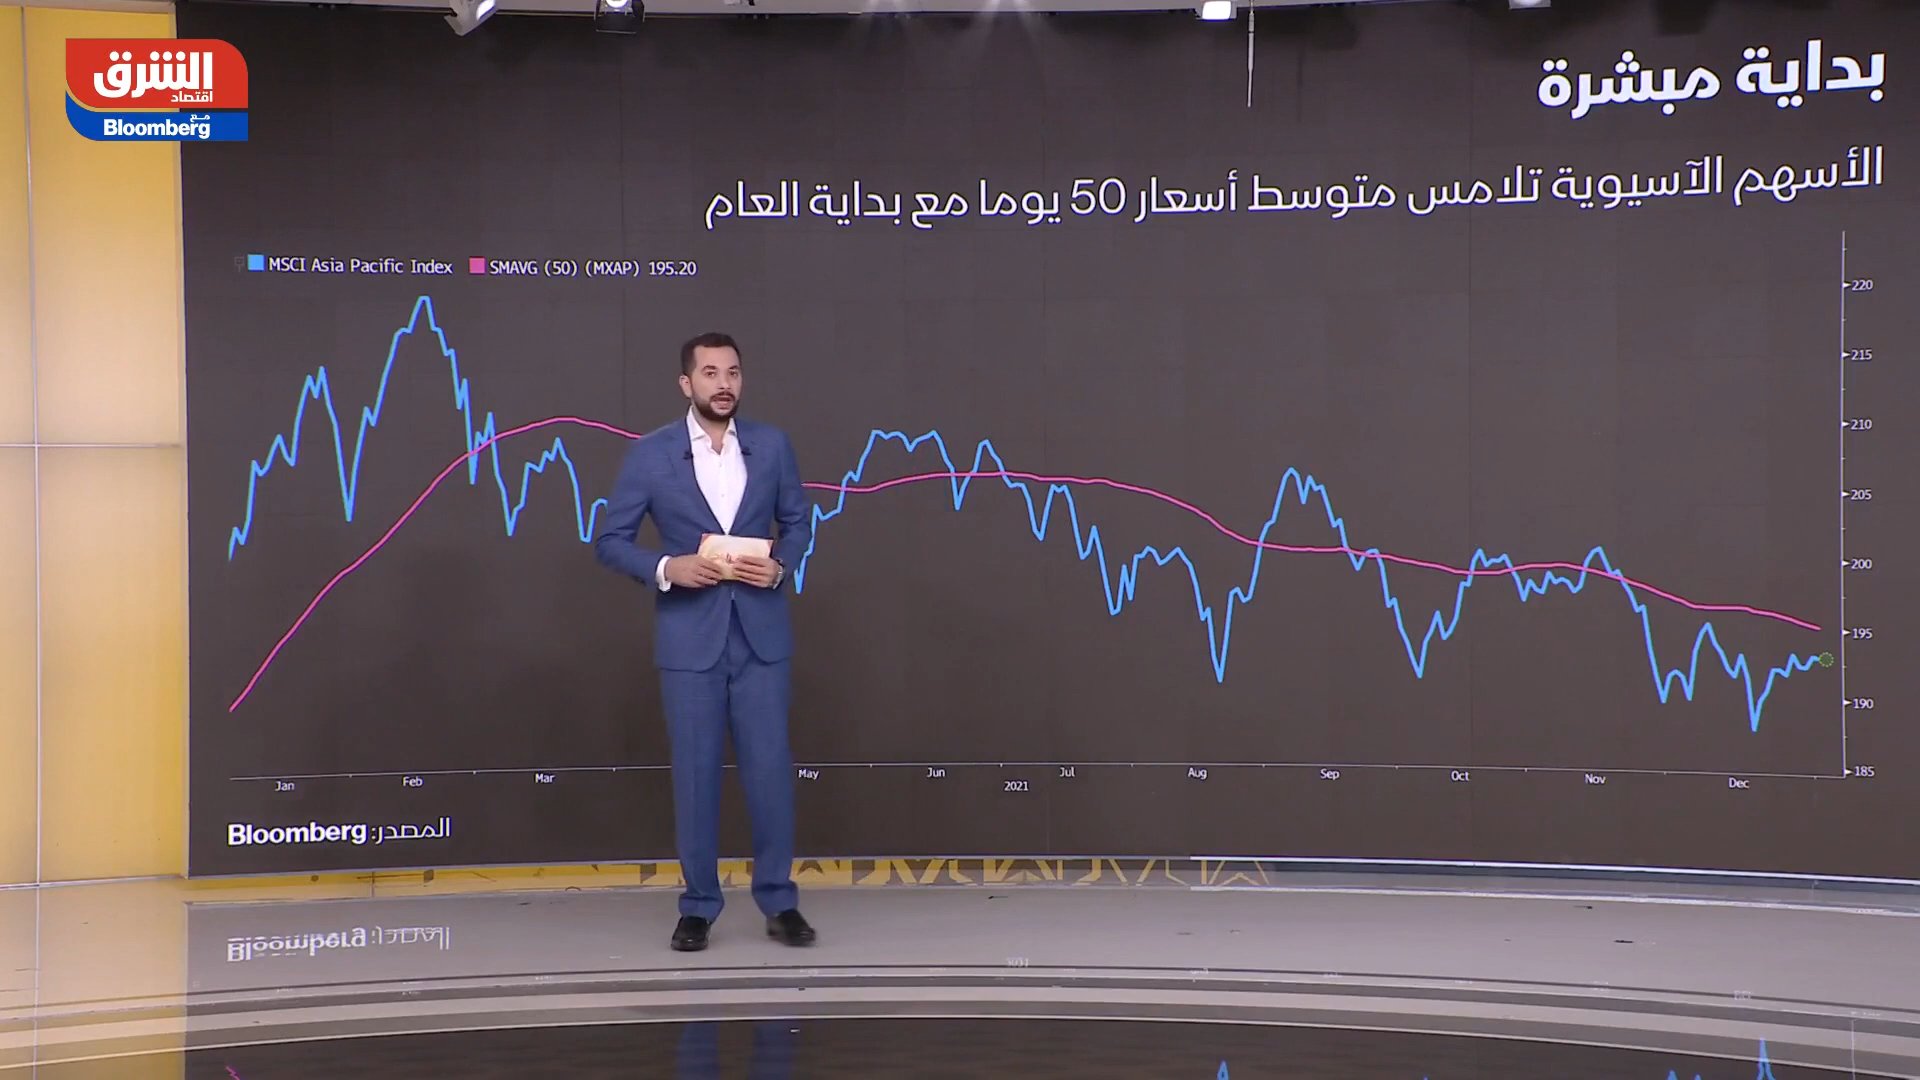 الشرق
اقتصاد
مع
Bloomberg
بداية مبشرة
الأسهم الآسيوية تلامس متوسط أسعار 50 يوما مع بداية العام
MSCI Asia Pacific Index SMAVG (50) (MXAP) 195.20
220
215
210
205
200
195
190
185
Jan Feb Mar May Jun Jul Aug Sep Oct Nov Dec
2021
المصدر: Bloomberg